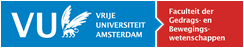 VU
VRIJE
UNIVERSITEIT
AMSTERDAM
Faculteit der
Gedrags- en
Bewegings-
wetenschappen